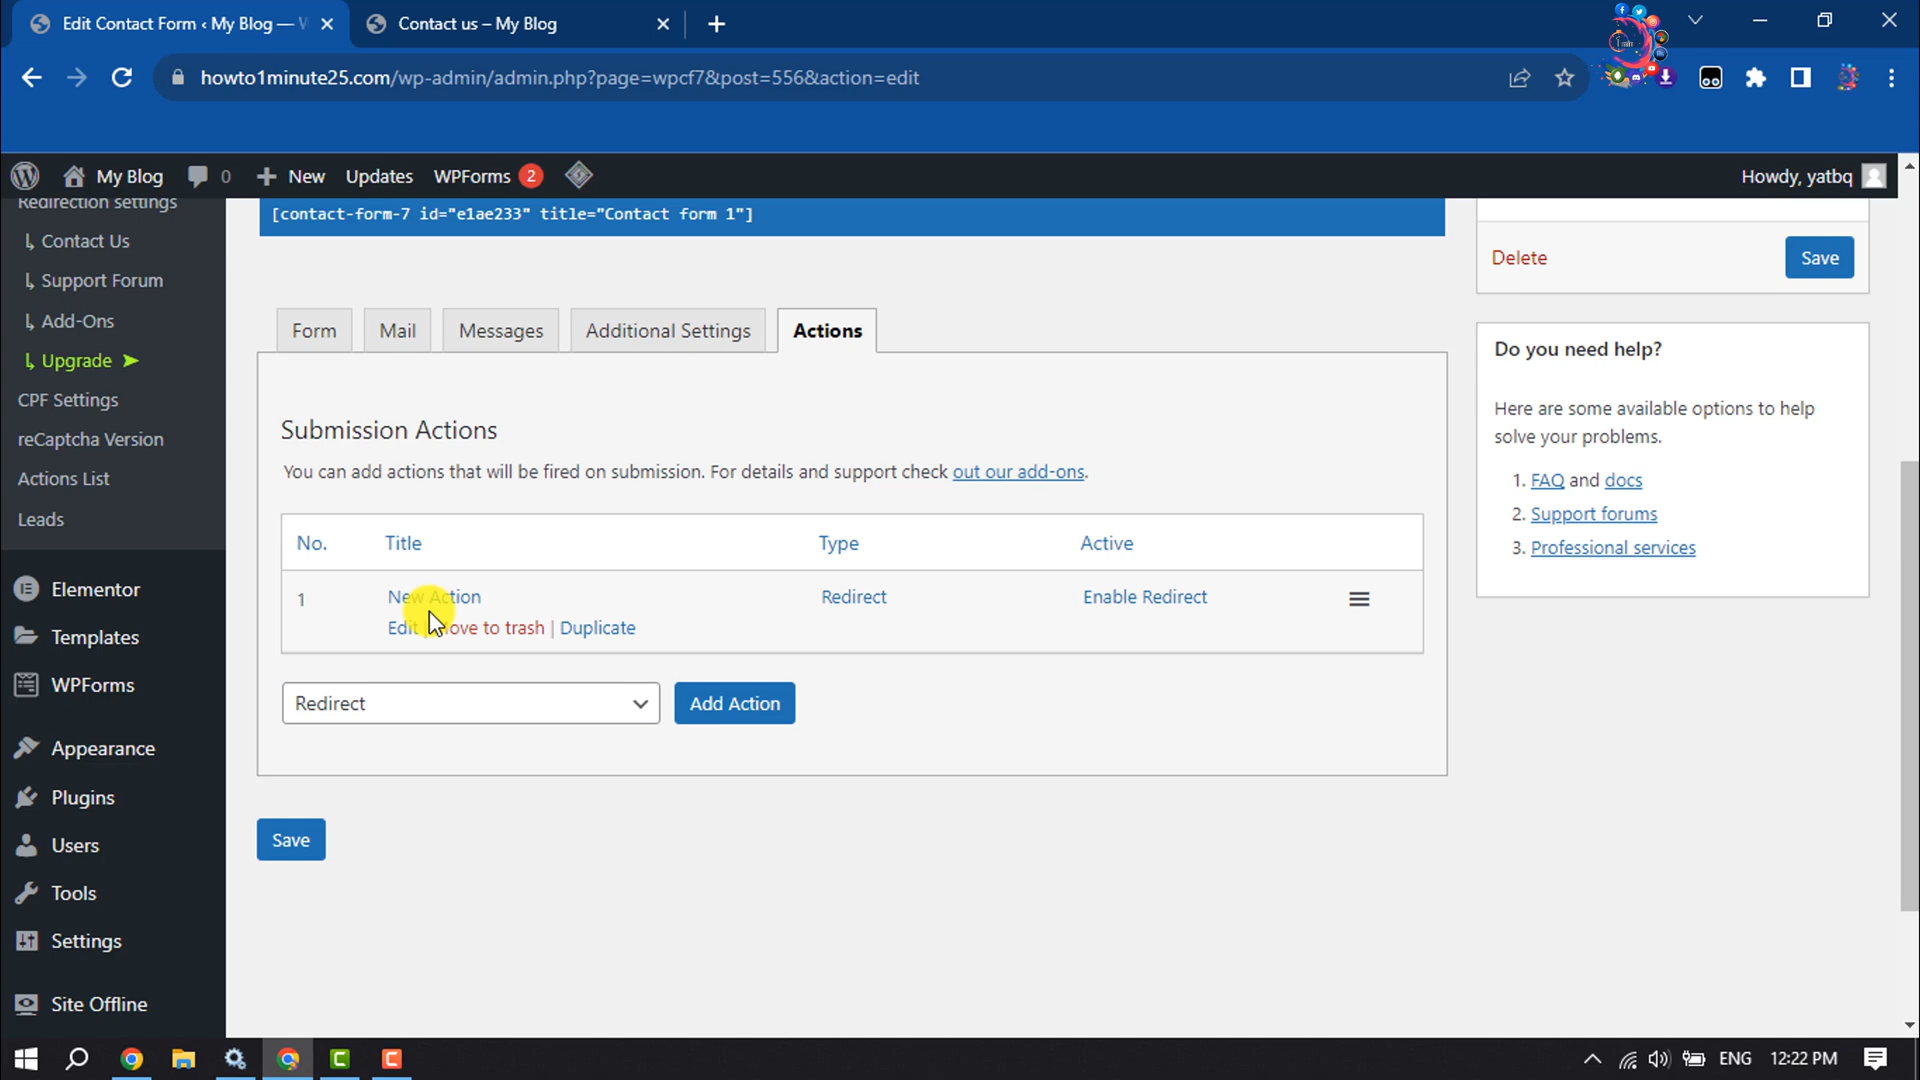 Edit Contact Form ‹ My Blog — W
Contact us – My Blog
howto1minute25.com/wp-admin/admin.php?page=wpcf7&post=556&action=edit
My Blog
0
New
Updates
WPForms 2
Howdy, yatbq
Redirection settings
Contact Us
Support Forum
Add-Ons
Upgrade ➤
CPF Settings
reCaptcha Version
Actions List
Leads
Elementor
Templates
WPForms
Appearance
Plugins
Users
Tools
Settings
Site Offline
[contact-form-7 id="e1ae233" title="Contact form 1"]
Form
Mail
Messages
Additional Settings
Actions
Submission Actions
You can add actions that will be fired on submission. For details and support check out our add-ons.
No. Title Type Active
1 New Action Redirect Enable Redirect
Edit | Move to trash | Duplicate
Redirect
Add Action
Save
Delete
Save
Do you need help?
Here are some available options to help
solve your problems.
1. FAQ and docs
2. Support forums
3. Professional services
ENG
12:22 PM